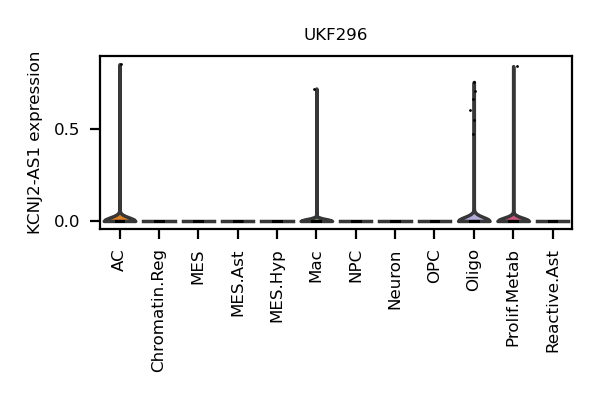 UKF296
KCNJ2-AS1 expression
0.5
0.0
AC
Chromatin.Reg
MES
MES.Ast
MES.Hyp
Mac
NPC
Neuron
OPC
Oligo
Prolif.Metab
Reactive.Ast